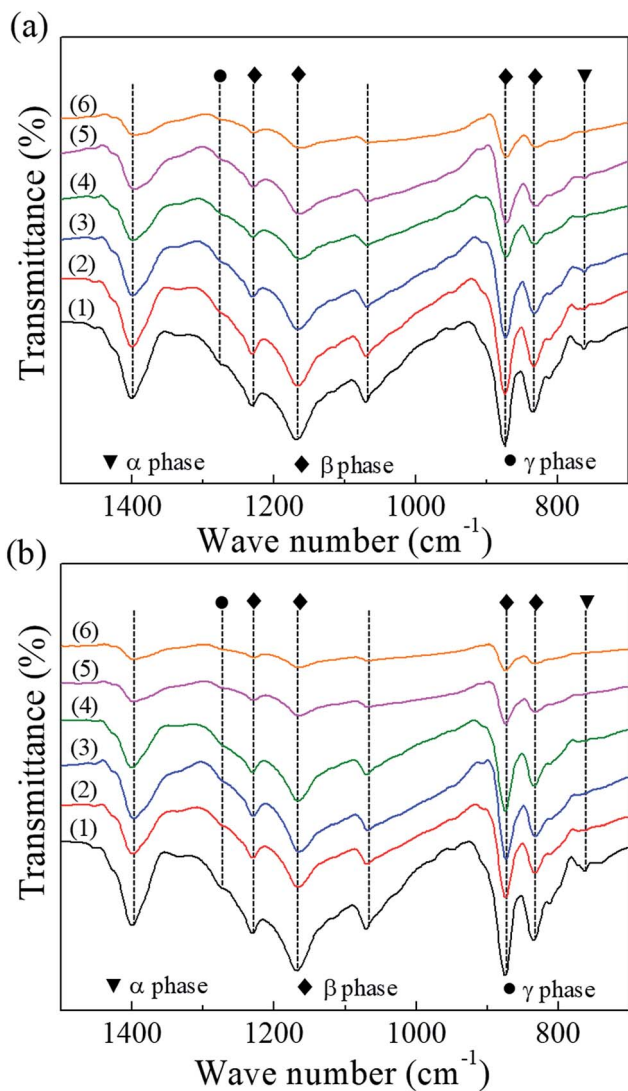 (a)
(6)
(5)
(4)
(3)
(2)
(1)
Transmittance (%)
α phase β phase γ phase
1400 1200 1000 800
Wave number (cm⁻¹)
(b)
(6)
(5)
(4)
(3)
(2)
(1)
Transmittance (%)
α phase β phase γ phase
1400 1200 1000 800
Wave number (cm⁻¹)